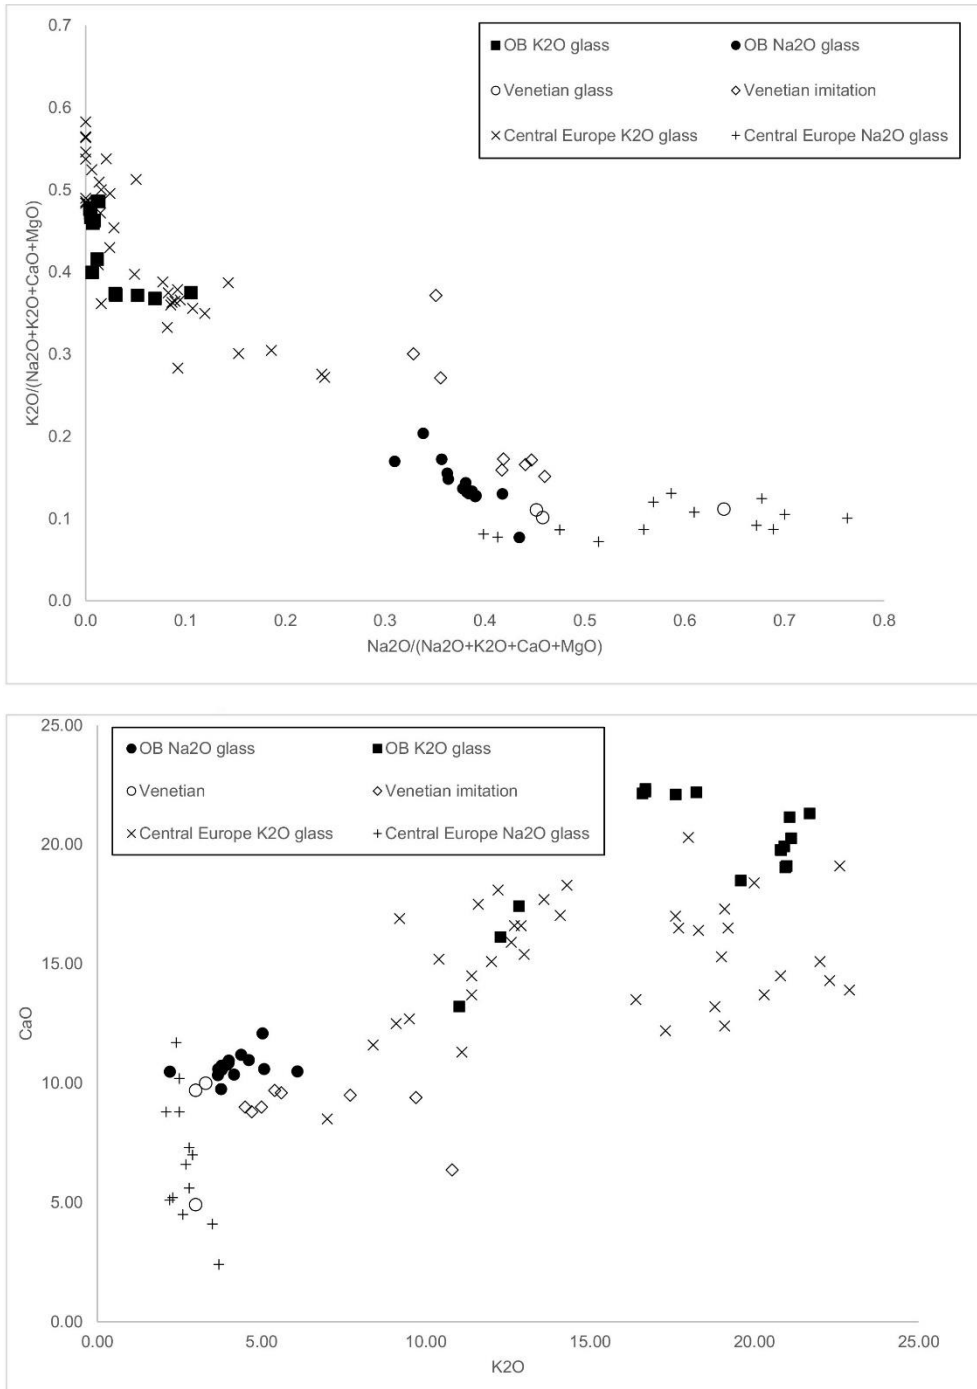 0.7
OB K2O glass OB Na2O glass
Venetian glass Venetian imitation
Central Europe K2O glass Central Europe Na2O glass
0.6
0.5
0.4
0.3
0.2
0.1
0.0
K2O/(Na2O+K2O+CaO+MgO)
0.0 0.1 0.2 0.3 0.4 0.5 0.6 0.7 0.8
Na2O/(Na2O+K2O+CaO+MgO)
25.00
OB Na2O glass OB K2O glass
Venetian Venetian imitation
Central Europe K2O glass Central Europe Na2O glass
20.00
15.00
10.00
5.00
0.00
CaO
0.00 5.00 10.00 15.00 20.00 25.00
K2O